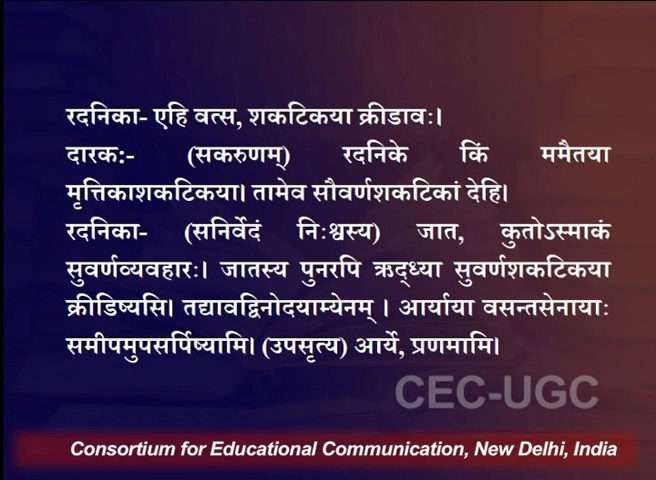 रदनिका- एहि वत्स, शकटिकया क्रीडावः।
दारकः- (सकरुणम्) रदनिके किं ममैतया
मृत्तिकाशकटिकया। तामेव सौवर्णशकटिकां देहि।
रदनिका- (सनिर्वेदं निःश्वस्य) जात, कुतोऽस्माकं
सुवर्णव्यवहारः। जातस्य पुनरपि ऋद्ध्या सुवर्णशकटिकया
क्रीडिष्यसि। तद्यावद्विनोदयाम्येनम् । आर्याया वसन्तसेनायाः
समीपमुपसर्पिष्यामि। (उपसृत्य) आर्ये, प्रणमामि।
CEC-UGC
Consortium for Educational Communication, New Delhi, India